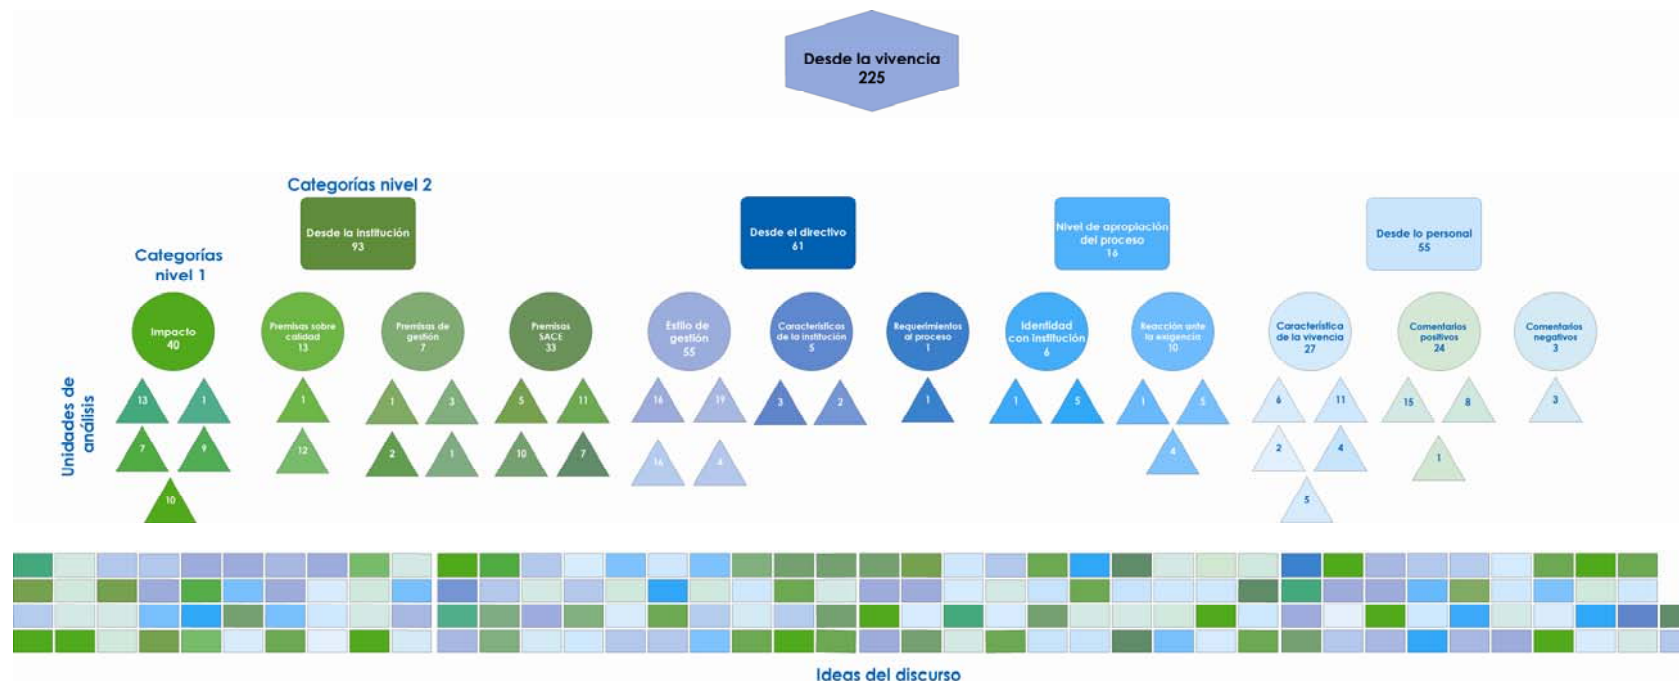 Desde la vivencia
225
Categorías nivel 2
Desde la institución
93
Desde el directivo
61
Nivel de apropiación
del proceso
16
Desde lo personal
55
Categorías
nivel 1
Impacto
40
Premisas sobre
calidad
13
Premisas de
gestión
7
Premisas
SACE
33
Estilo de
gestión
55
Característicos
de la institución
5
Requerimientos
al proceso
1
Identidad
con institución
6
Reacción ante
la exigencia
10
Característica
de la vivencia
27
Comentarios
positivos
24
Comentarios
negativos
3
Unidades de
análisis
13 1 1 1 3 5 11 16 19 3 2 1 1 5 1 5 6 11 15 8 3
7 9 12 2 1 10 7 16 4 4 2 4 1
10 5
Ideas del discurso